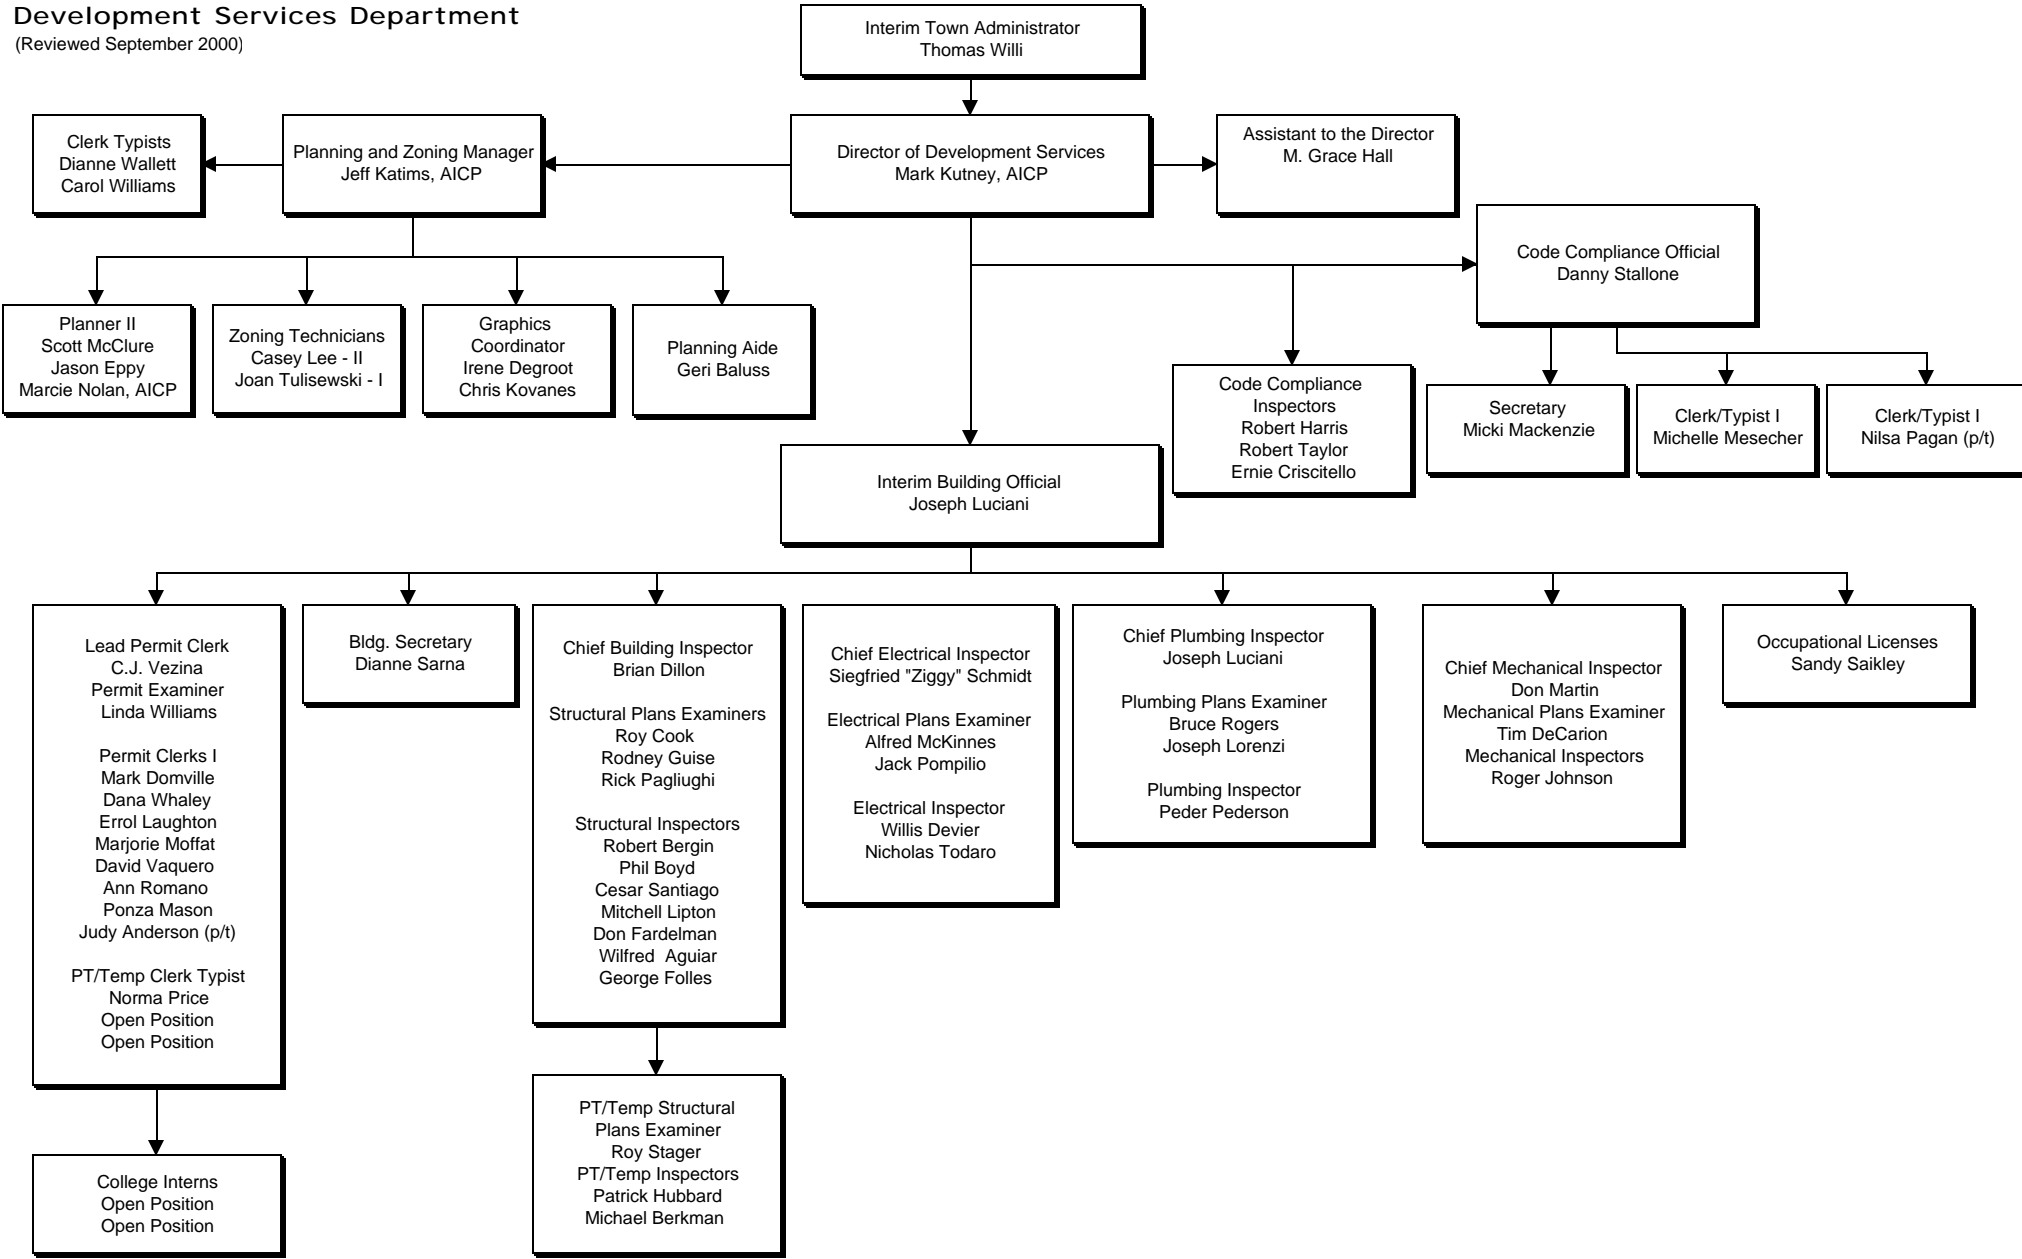 Development Services Department
(Reviewed September 2000)
Interim Town Administrator
Thomas Willi
Clerk Typists
Dianne Wallett
Carol Williams
Planning and Zoning Manager
Jeff Katims, AICP
Director of Development Services
Mark Kutney, AICP
Assistant to the Director
M. Grace Hall
Code Compliance Official
Danny Stallone
Planner II
Scott McClure
Jason Eppy
Marcie Nolan, AICP
Zoning Technicians
Casey Lee - II
Joan Tulisewski - I
Graphics
Coordinator
Irene Degroot
Chris Kovanes
Planning Aide
Geri Baluss
Code Compliance
Inspectors
Robert Harris
Robert Taylor
Ernie Criscitello
Secretary
Micki Mackenzie
Clerk/Typist I
Michelle Mesecher
Clerk/Typist I
Nilsa Pagan (p/t)
Interim Building Official
Joseph Luciani
Lead Permit Clerk
C.J. Vezina
Permit Examiner
Linda Williams
Permit Clerks I
Mark Domville
Dana Whaley
Errol Laughton
Marjorie Moffat
David Vaquero
Ann Romano
Ponza Mason
Judy Anderson (p/t)
PT/Temp Clerk Typist
Norma Price
Open Position
Open Position
Bldg. Secretary
Dianne Sarna
Chief Building Inspector
Brian Dillon
Structural Plans Examiners
Roy Cook
Rodney Guise
Rick Pagliughi
Structural Inspectors
Robert Bergin
Phil Boyd
Cesar Santiago
Mitchell Lipton
Don Fardelman
Wilfred Aguiar
George Folles
Chief Electrical Inspector
Siegfried "Ziggy" Schmidt
Electrical Plans Examiner
Alfred McKinnes
Jack Pompilio
Electrical Inspector
Willis Devier
Nicholas Todaro
Chief Plumbing Inspector
Joseph Luciani
Plumbing Plans Examiner
Bruce Rogers
Joseph Lorenzi
Plumbing Inspector
Peder Pederson
Chief Mechanical Inspector
Don Martin
Mechanical Plans Examiner
Tim DeCarion
Mechanical Inspectors
Roger Johnson
Occupational Licenses
Sandy Saikley
College Interns
Open Position
Open Position
PT/Temp Structural
Plans Examiner
Roy Stager
PT/Temp Inspectors
Patrick Hubbard
Michael Berkman